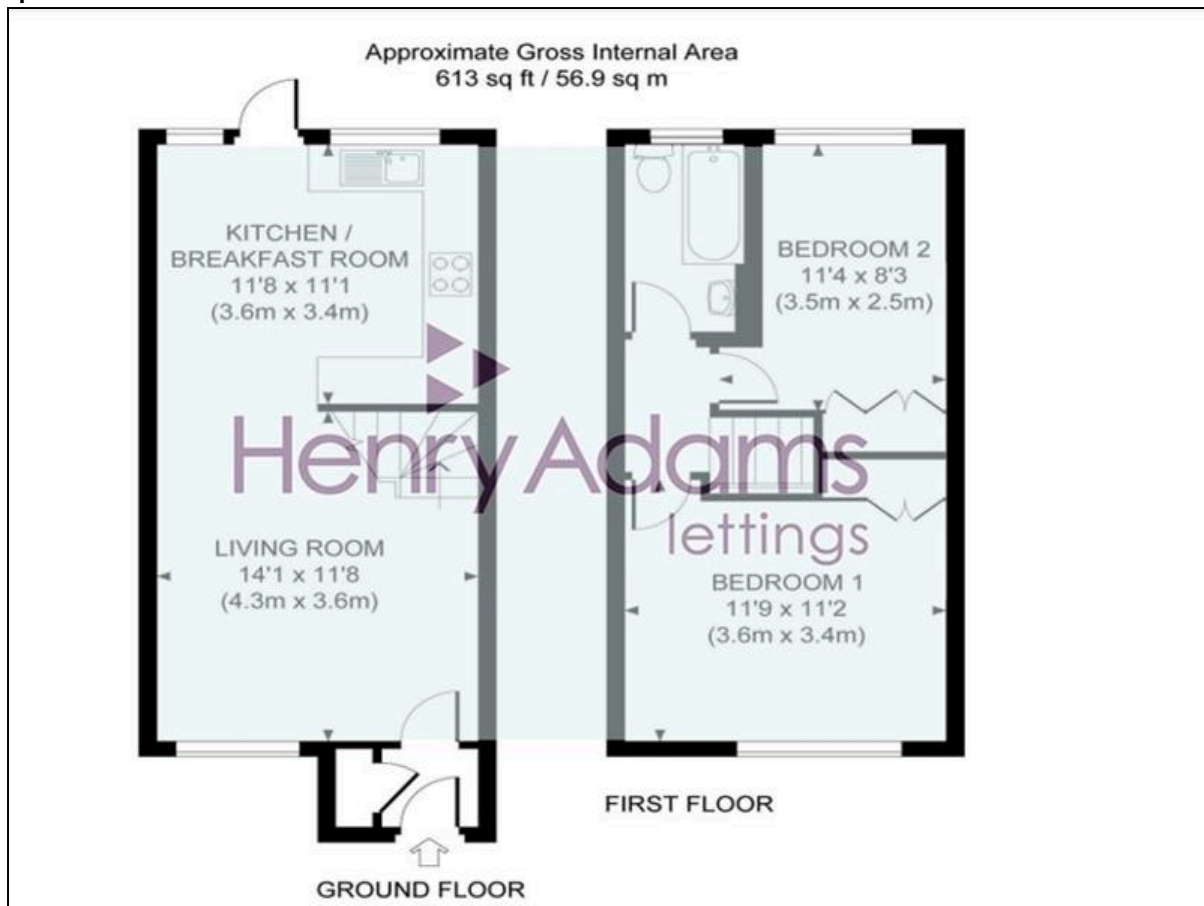 Approximate Gross Internal Area
613 sq ft / 56.9 sq m
KITCHEN /
BREAKFAST ROOM
11'8 x 11'1
(3.6m x 3.4m)
BEDROOM 2
11'4 x 8'3
(3.5m x 2.5m)
Henry Adams
lettings
LIVING ROOM
14'1 x 11'8
(4.3m x 3.6m)
BEDROOM 1
11'9 x 11'2
(3.6m x 3.4m)
FIRST FLOOR
GROUND FLOOR